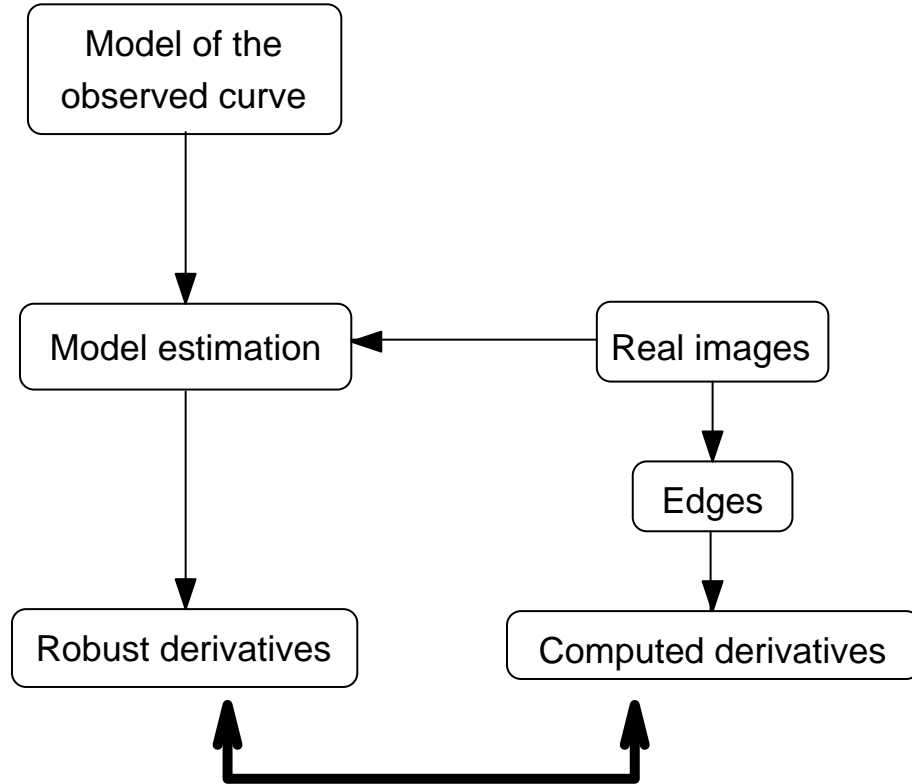 Model of the
observed curve
Model estimation
Real images
Edges
Robust derivatives
Computed derivatives